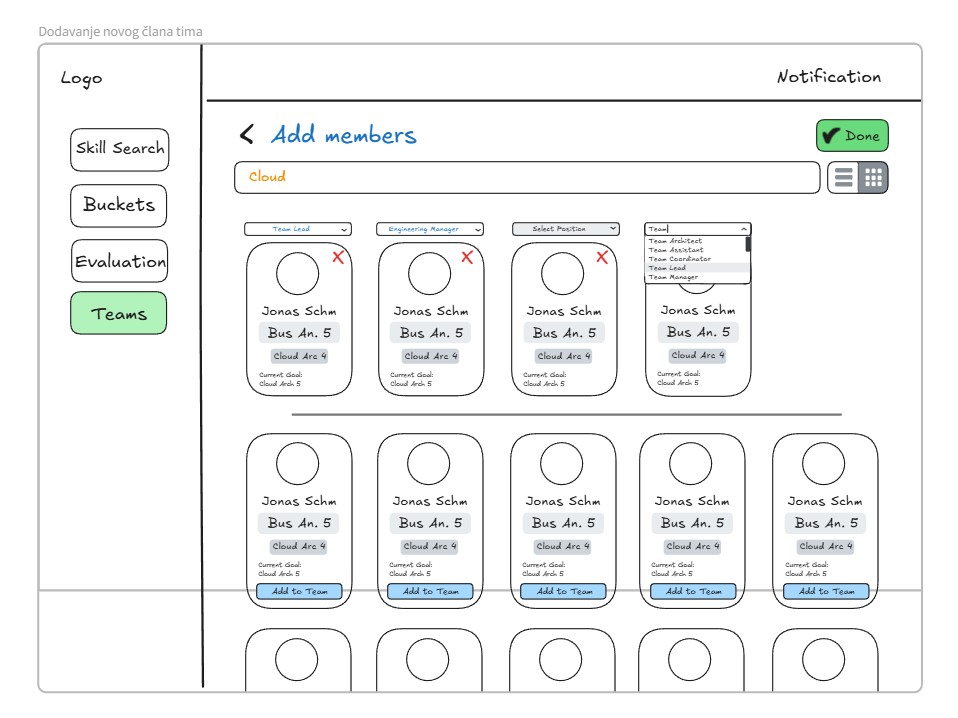 Dodavanje novog člana tima
Logo
Notification
Skill Search
Buckets
Evaluation
Teams
Add members
Done
Cloud
Team Lead
Engineering Manager
Select Position
Team
Team Architect
Team Assistant
Team Coordinator
Team Lead
Team Manager
X X X
Jonas Schm Jonas Schm Jonas Schm Jonas Schm
Bus An. 5 Bus An. 5 Bus An. 5 Bus An. 5
Cloud Arc 4 Cloud Arc 4 Cloud Arc 4 Cloud Arc 4
Current Goal: Current Goal: Current Goal: Current Goal:
Cloud Arch 5 Cloud Arch 5 Cloud Arch 5 Cloud Arch 5
Jonas Schm Jonas Schm Jonas Schm Jonas Schm Jonas Schm
Bus An. 5 Bus An. 5 Bus An. 5 Bus An. 5 Bus An. 5
Cloud Arc 4 Cloud Arc 4 Cloud Arc 4 Cloud Arc 4 Cloud Arc 4
Current Goal: Current Goal: Current Goal: Current Goal: Current Goal:
Cloud Arch 5 Cloud Arch 5 Cloud Arch 5 Cloud Arch 5 Cloud Arch 5
Add to Team Add to Team Add to Team Add to Team Add to Team